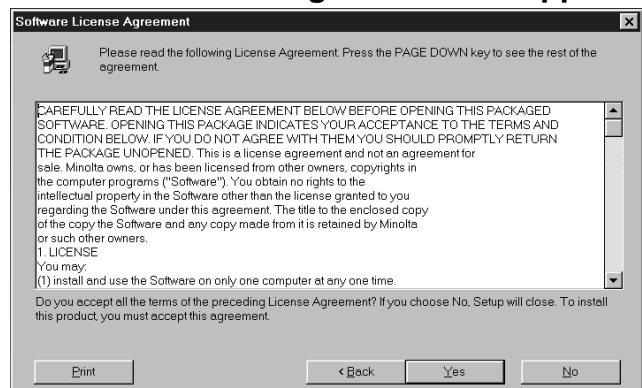 Software License Agreement
Please read the following License Agreement. Press the PAGE DOWN key to see the rest of the
agreement.
CAREFULLY READ THE LICENSE AGREEMENT BELOW BEFORE OPENING THIS PACKAGED
SOFTWARE. OPENING THIS PACKAGE INDICATES YOUR ACCEPTANCE TO THE TERMS AND
CONDITION BELOW. IF YOU DO NOT AGREE WITH THEM YOU SHOULD PROMPTLY RETURN
THE PACKAGE UNOPENED. This is a license agreement and not an agreement for
sale. Minolta owns, or has been licensed from other owners, copyrights in
the computer programs ("Software"). You obtain no rights to the
intellectual property in the Software other than the license granted to you
regarding the Software under this agreement. The title to the enclosed copy
of the copy the Software and any copy made from it is retained by Minolta
or such other owners.
1. LICENSE
You may:
(1) install and use the Software on only one computer at any one time.
Do you accept all the terms of the preceding License Agreement? If you choose No, Setup will close. To install
this product, you must accept this agreement.
Print
< Back
Yes
No